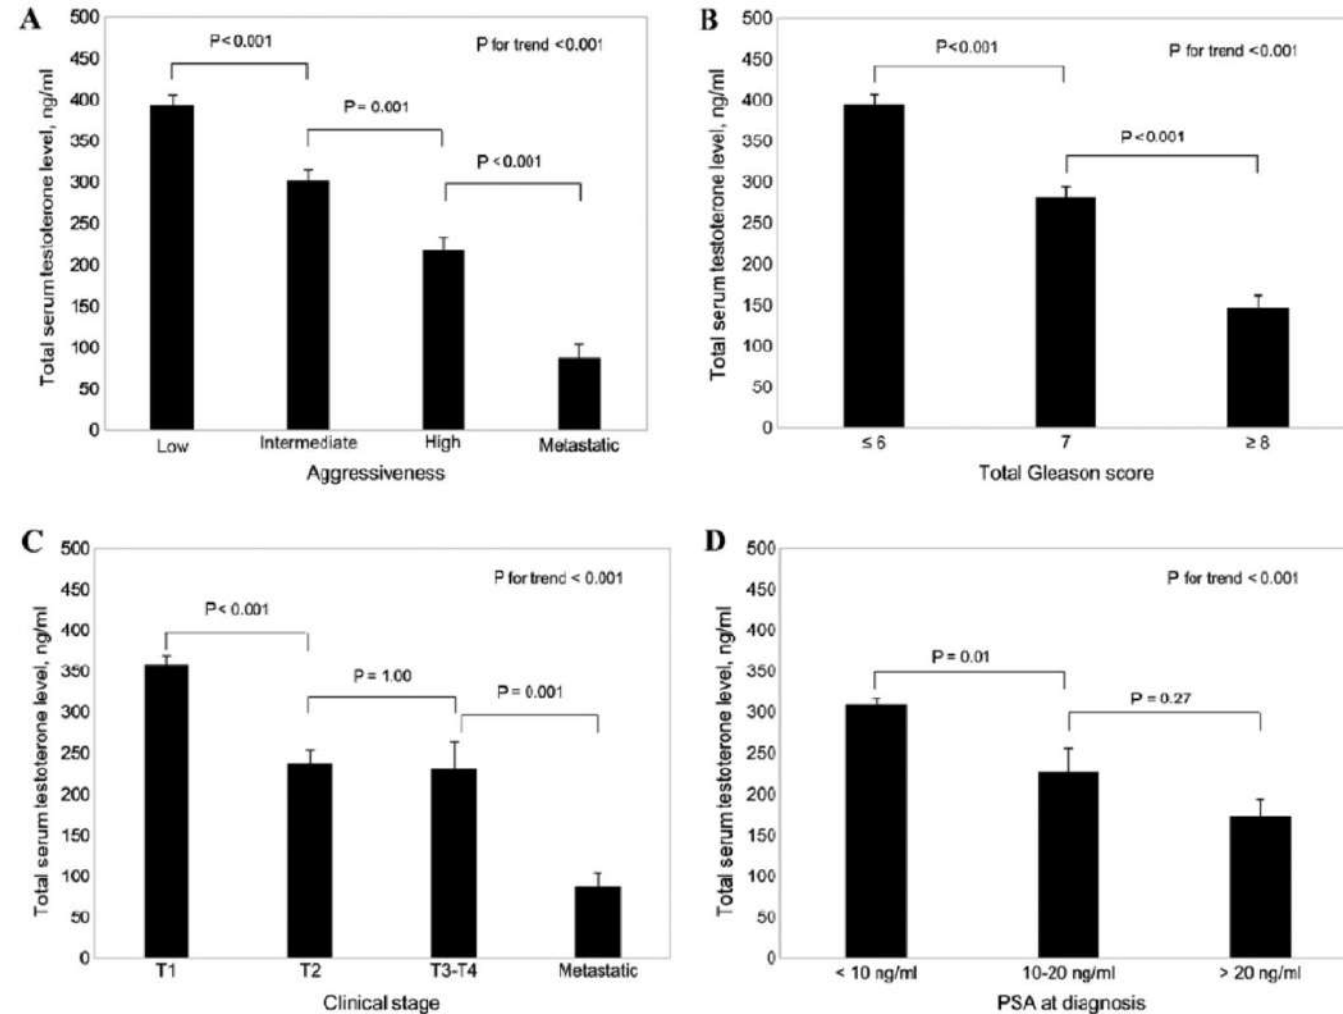 A
Total serum testoterone level, ng/ml
500
450
400
350
300
250
200
150
100
50
0
P<0.001
P for trend <0.001
P = 0.001
P <0.001
Low
Intermediate
High
Metastatic
Aggressiveness
B
Total serum testoterone level, ng/ml
500
450
400
350
300
250
200
150
100
50
0
P<0.001
P for trend <0.001
P <0.001
≤ 6
7
≥ 8
Total Gleason score
C
Total serum testoterone level, ng/ml
500
450
400
350
300
250
200
150
100
50
0
P for trend < 0.001
P< 0.001
P = 1.00
P = 0.001
T1
T2
T3-T4
Metastatic
Clinical stage
D
Total serum testoterone level, ng/ml
500
450
400
350
300
250
200
150
100
50
0
P for trend <0.001
P = 0.01
P = 0.27
< 10 ng/ml
10-20 ng/ml
> 20 ng/ml
PSA at diagnosis